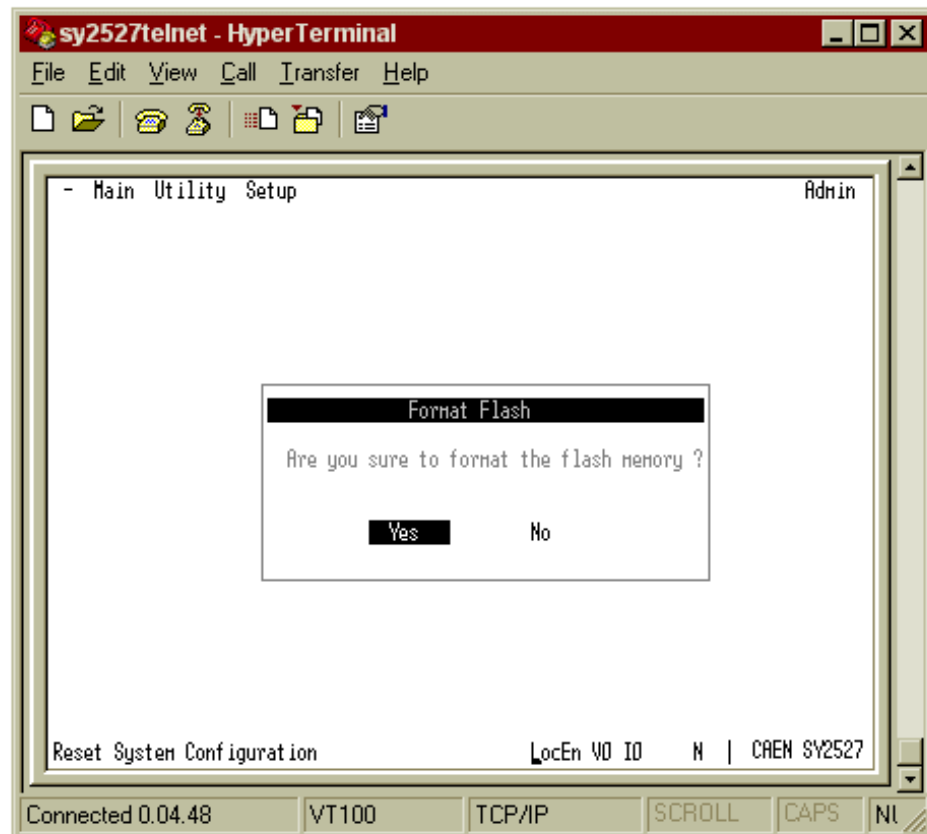 sy2527telnet - HyperTerminal
File Edit View Call Transfer Help
- Main Utility Setup Admin
Format Flash
Are you sure to format the flash memory ?
Yes No
Reset System Configuration LocEn V0 I0 N | CAEN SY2527
Connected 0.04.48 VT100 TCP/IP SCROLL CAPS